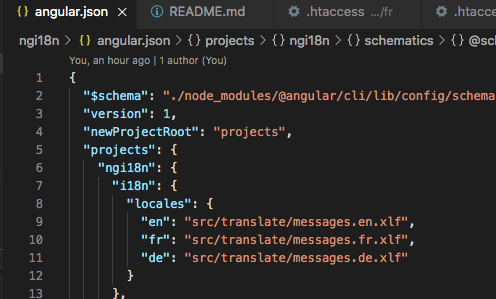 angular.json × README.md .htaccess .../fr .htacces
ngi18n > angular.json > {} projects > {} ngi18n > {} schematics > {} @sc
You, an hour ago | 1 author (You)
1 {
2 "$schema": "./node_modules/@angular/cli/lib/config/schema
3 "version": 1,
4 "newProjectRoot": "projects",
5 "projects": {
6 "ngi18n": {
7 "i18n": {
8 "locales": {
9 "en": "src/translate/messages.en.xlf",
10 "fr": "src/translate/messages.fr.xlf",
11 "de": "src/translate/messages.de.xlf"
12 }
13 },